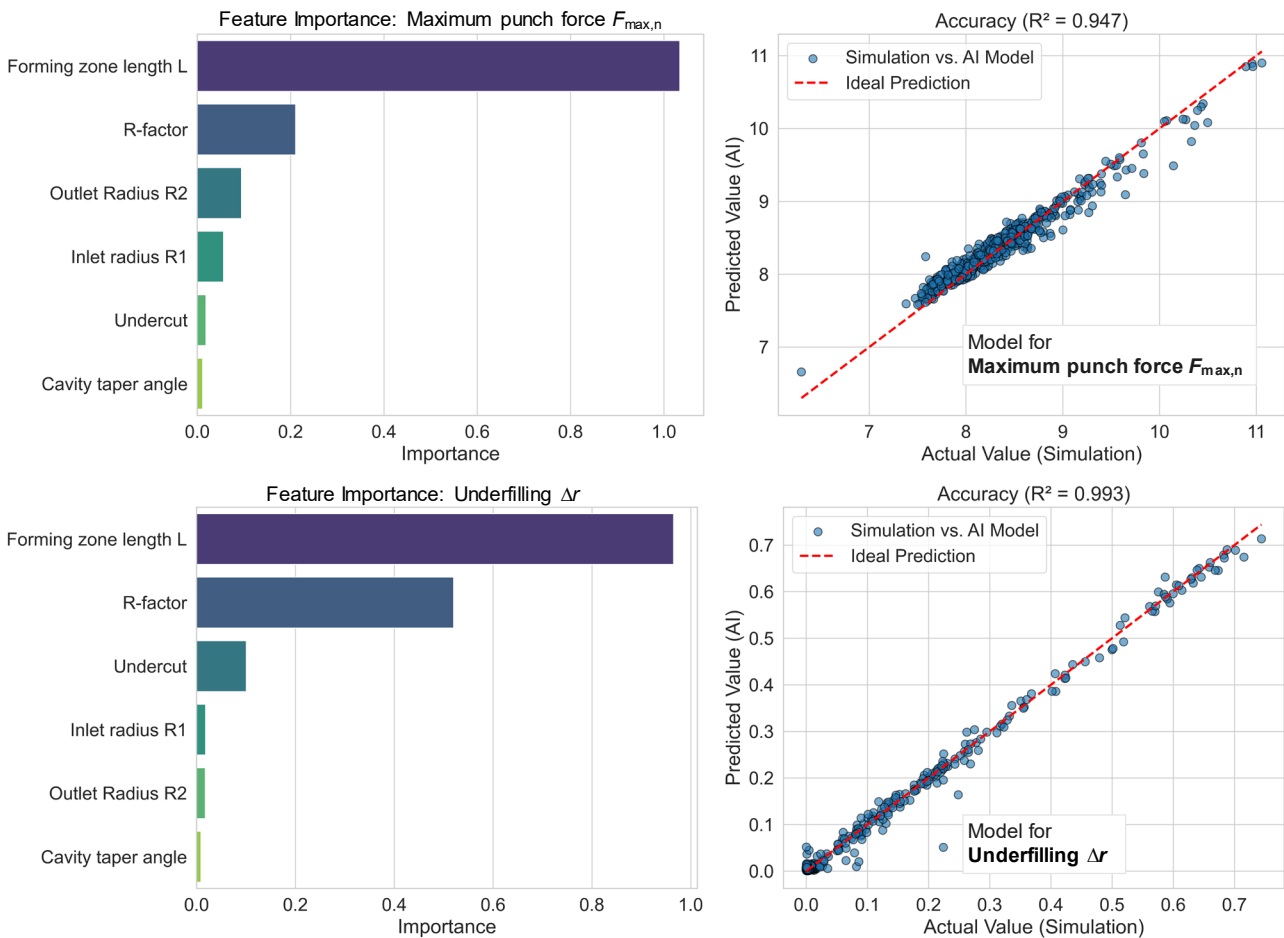 Feature Importance: Maximum punch force Fmax,n
Forming zone length L
R-factor
Outlet Radius R2
Inlet radius R1
Undercut
Cavity taper angle
0.0 0.2 0.4 0.6 0.8 1.0
Importance
Accuracy (R² = 0.947)
Simulation vs. AI Model
Ideal Prediction
Predicted Value (AI)
11
10
9
8
7
Model for
Maximum punch force Fmax,n
7 8 9 10 11
Actual Value (Simulation)
Feature Importance: Underfilling Δr
Forming zone length L
R-factor
Undercut
Inlet radius R1
Outlet Radius R2
Cavity taper angle
0.0 0.2 0.4 0.6 0.8 1.0
Importance
Accuracy (R² = 0.993)
Simulation vs. AI Model
Ideal Prediction
Predicted Value (AI)
0.7
0.6
0.5
0.4
0.3
0.2
0.1
0.0
Model for
Underfilling Δr
0.0 0.1 0.2 0.3 0.4 0.5 0.6 0.7
Actual Value (Simulation)